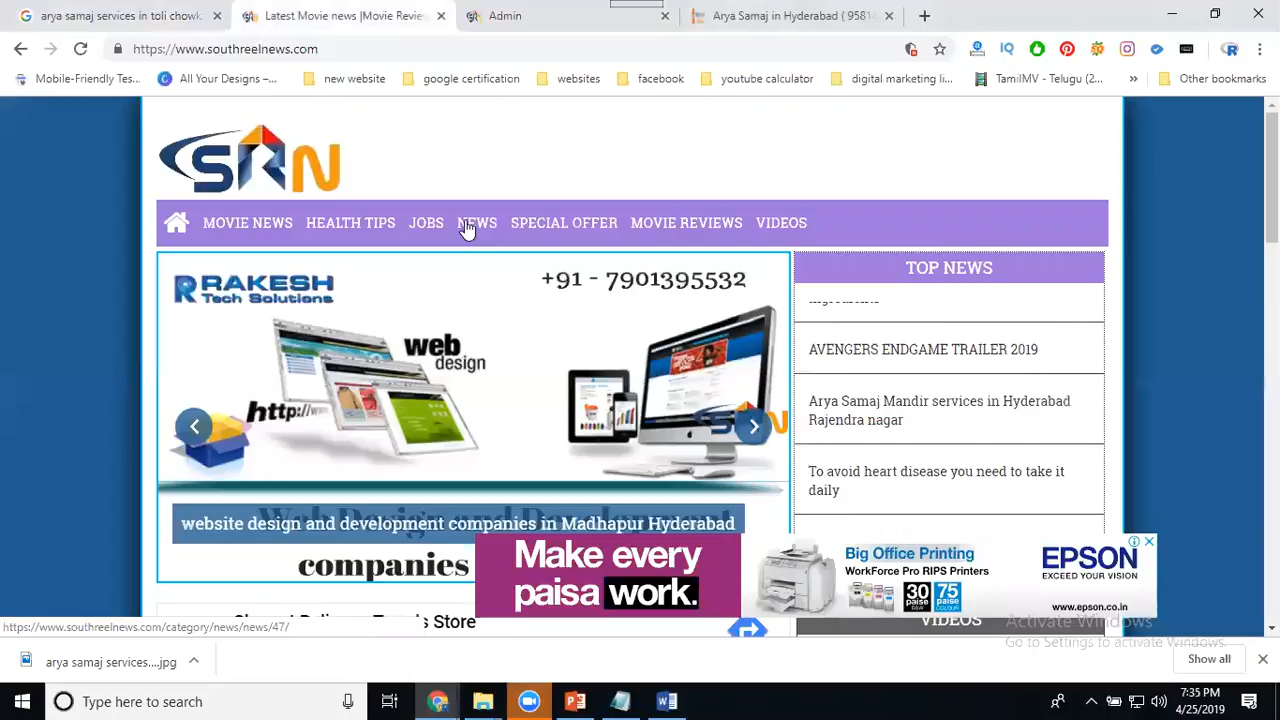 arya samaj services in toli chowk
Latest Movie news |Movie Review
Admin
Arya Samaj in Hyderabad ( 95814
https://www.southreelnews.com
Mobile-Friendly Tes...
All Your Designs –...
new website
google certification
websites
facebook
youtube calculator
digital marketing li...
TamilMV - Telugu (2...
»
Other bookmarks
SRN
MOVIE NEWS HEALTH TIPS JOBS NEWS SPECIAL OFFER MOVIE REVIEWS VIDEOS
RAKESH
Tech Solutions
+91 - 7901395532
web
design
http://
SRN
website design and development companies in Madhapur Hyderabad
companies
TOP NEWS
AVENGERS ENDGAME TRAILER 2019
Arya Samaj Mandir services in Hyderabad
Rajendra nagar
To avoid heart disease you need to take it
daily
Make every
paisa work.
Big Office Printing
WorkForce Pro RIPS Printers
30
paise
B&W
75
paise
COLOUR
EPSON
EXCEED YOUR VISION
www.epson.co.in
Store
VIDEOS
Activate Windows
Go to Settings to activate Windows.
https://www.southreelnews.com/category/news/news/47/
arya samaj services....jpg
Show all
Type here to search
7:35 PM
4/25/2019